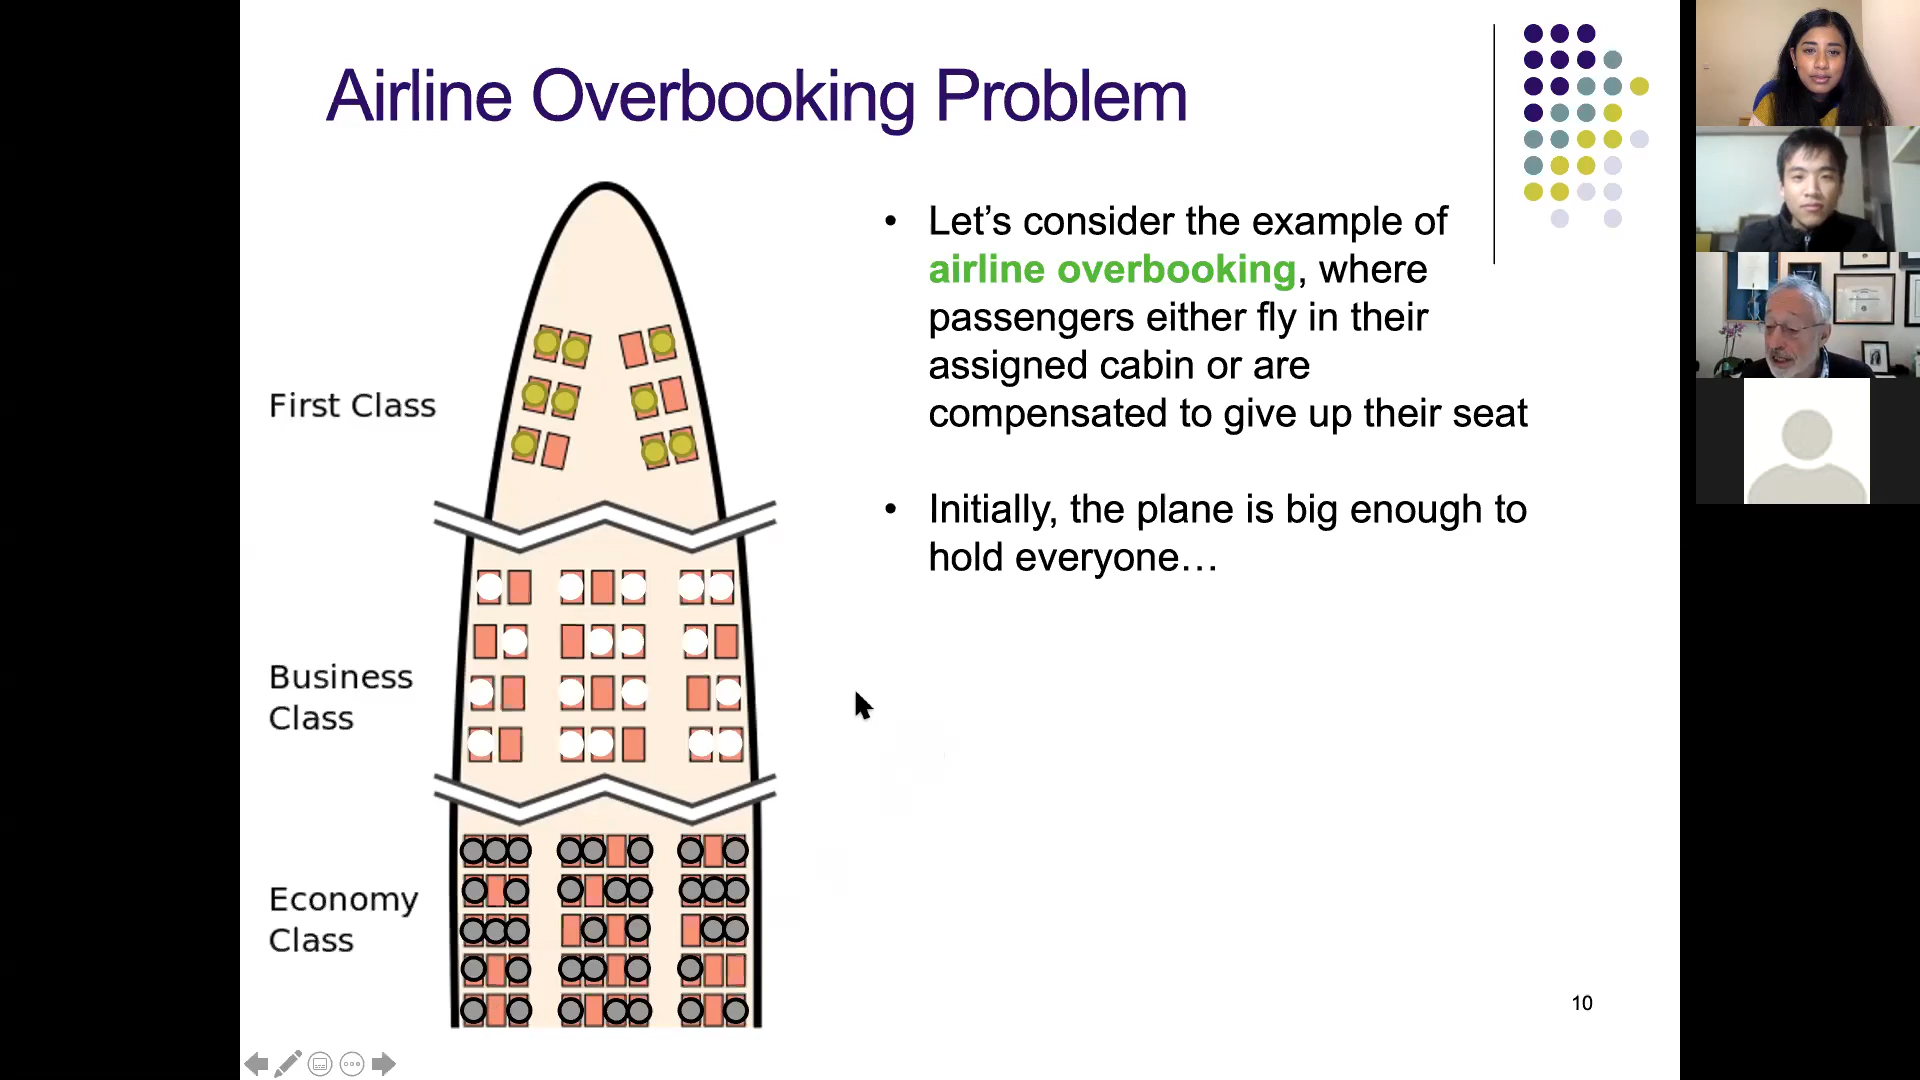 Airline Overbooking Problem
• Let’s consider the example of
airline overbooking, where
passengers either fly in their
assigned cabin or are
compensated to give up their seat
• Initially, the plane is big enough to
hold everyone…
First Class
Business
Class
Economy
Class
10